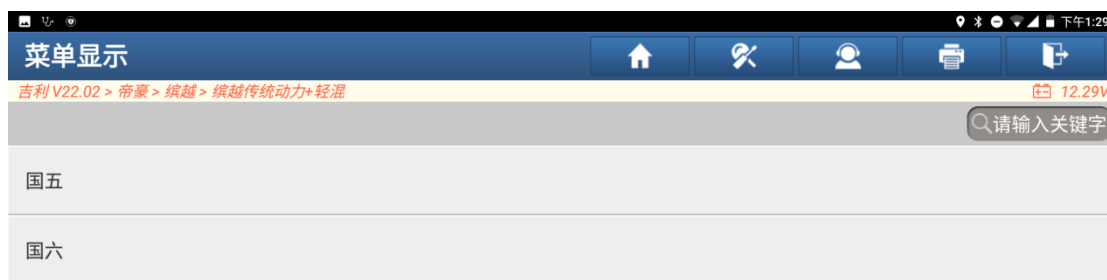 下午1:29
菜单显示
吉利 V22.02 > 帝豪 > 缤越 > 缤越传统动力+轻混
12.29V
请输入关键字
国五
国六